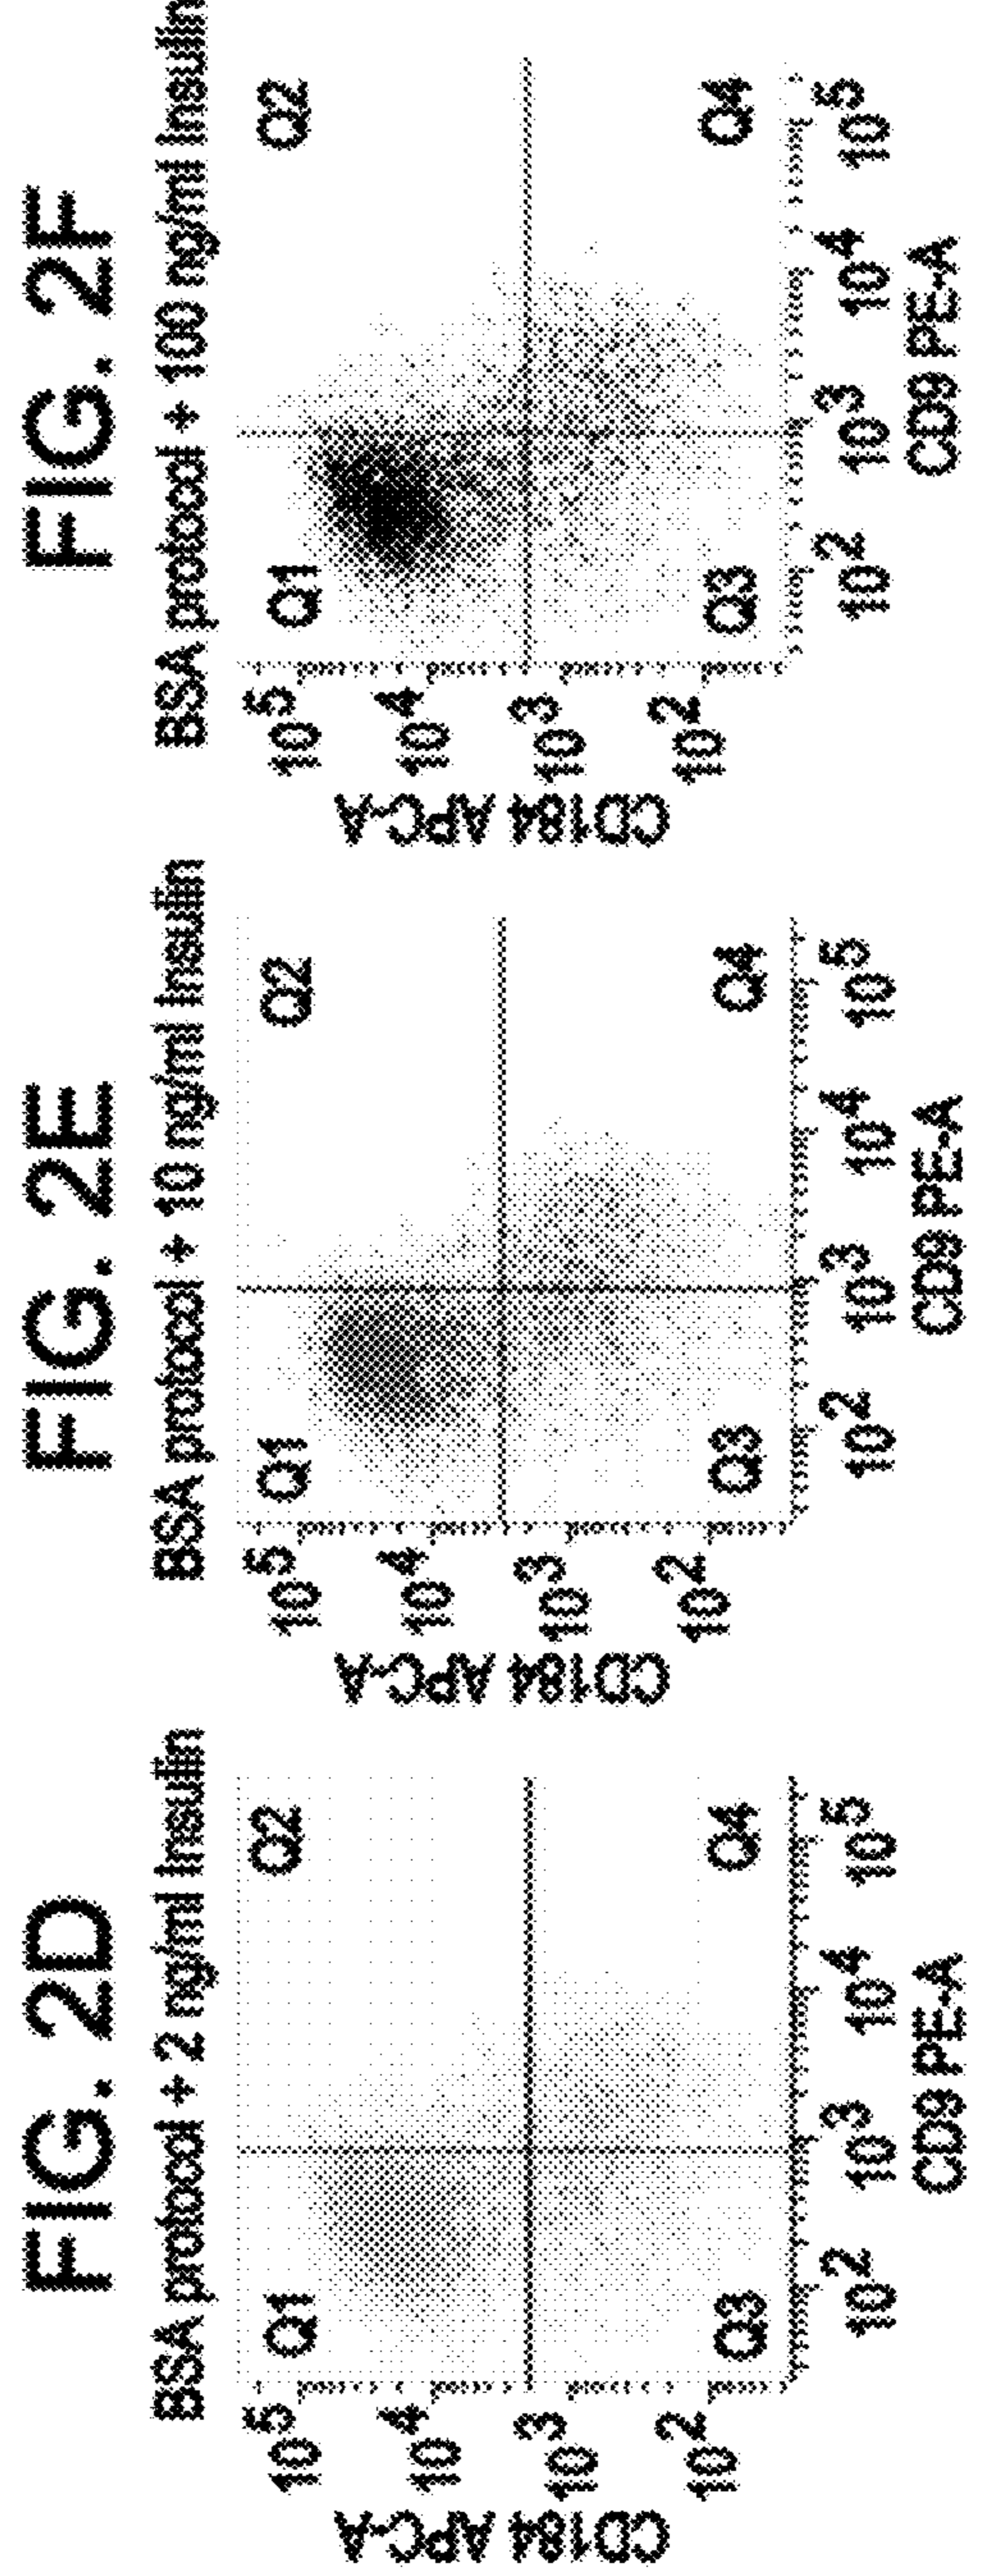 FIG. 2D
BSA protocol + 2 ng/ml Insulin
CD184 APC-A
10^5
10^4
10^3
10^2
Q1
Q2
Q3
Q4
10^2
10^3
10^4
10^5
CD9 PE-A
FIG. 2E
BSA protocol + 10 ng/ml Insulin
CD184 APC-A
10^5
10^4
10^3
10^2
Q1
Q2
Q3
Q4
10^2
10^3
10^4
10^5
CD9 PE-A
FIG. 2F
BSA protocol + 100 ng/ml Insulin
CD184 APC-A
10^5
10^4
10^3
10^2
Q1
Q2
Q3
Q4
10^2
10^3
10^4
10^5
CD9 PE-A